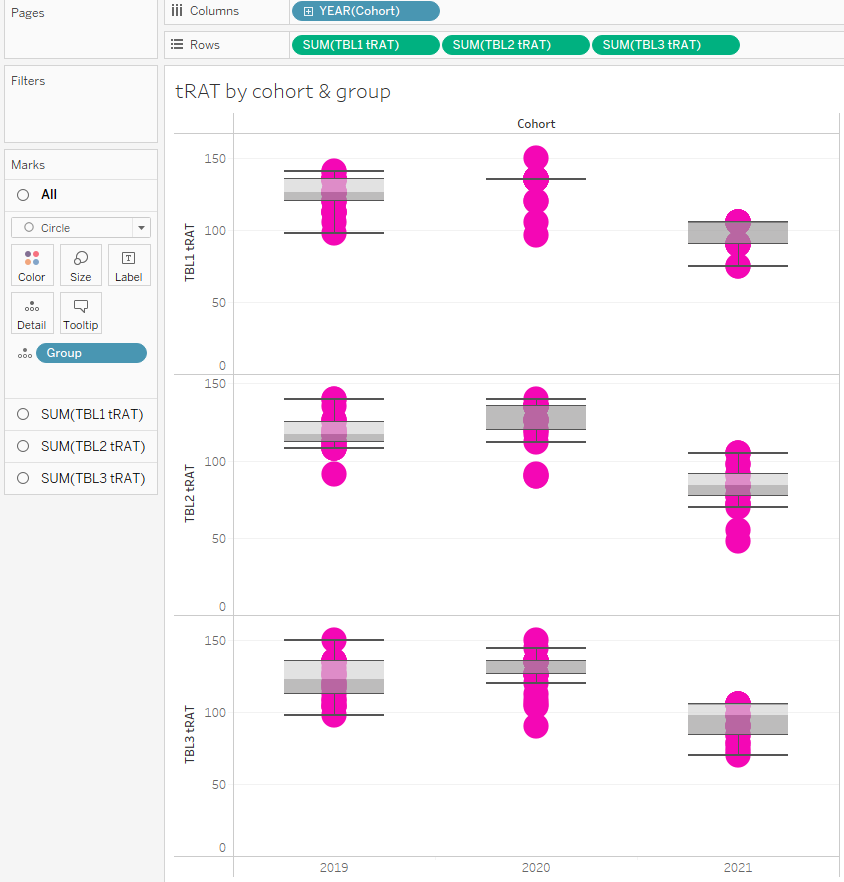 Pages
Columns
YEAR(Cohort)
Rows
SUM(TBL1 tRAT)
SUM(TBL2 tRAT)
SUM(TBL3 tRAT)
Filters
Marks
All
Circle
Color
Size
Label
Detail
Tooltip
Group
SUM(TBL1 tRAT)
SUM(TBL2 tRAT)
SUM(TBL3 tRAT)
tRAT by cohort & group
Cohort
TBL1 tRAT
150
100
50
0
TBL2 tRAT
150
100
50
0
TBL3 tRAT
150
100
50
0
2019
2020
2021